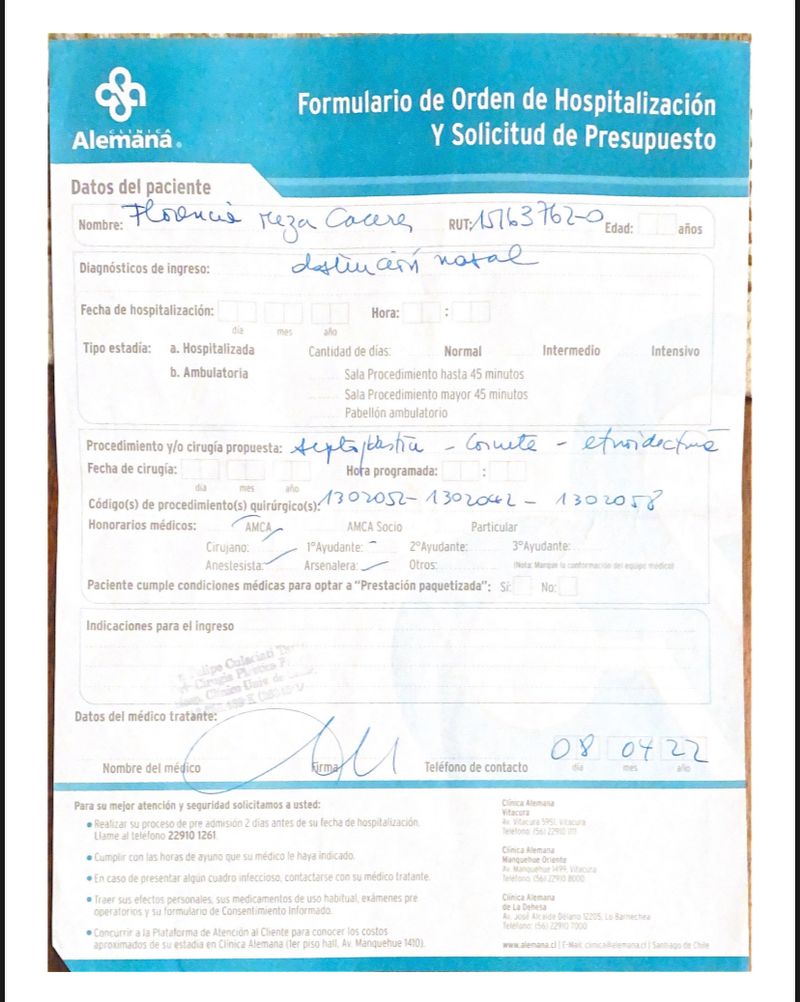 CLINICA
Alemana
Formulario de Orden de Hospitalización
Y Solicitud de Presupuesto
Datos del paciente
Nombre: Florencia Meza Caceres RUT: 15163762-0 Edad: años
Diagnósticos de ingreso: nasal
Fecha de hospitalización: Hora: :
día mes año
Tipo estadía: a. Hospitalizada Cantidad de días: Normal Intermedio Intensivo
b. Ambulatoria Sala Procedimiento hasta 45 minutos
Sala Procedimiento mayor 45 minutos
Pabellón ambulatorio
Procedimiento y/o cirugía propuesta: septoplastia - Cornete -
Fecha de cirugía: Hora programada: :
día mes año
Código(s) de procedimiento(s) quirúrgico(s): 1302052 - 1302042 - 1302058
Honorarios médicos: AMCA AMCA Socio Particular
Cirujano: 1ºAyudante: 2ºAyudante: 3ºAyudante:
Anestesista: Arsenalera: Otros: (Nota: Marque la conformación del equipo médico)
Paciente cumple condiciones médicas para optar a "Prestación paquetizada": Si: No:
Indicaciones para el ingreso
Felipe Culaciati
Cirugía Plástica
Clínica Univ. de
Datos del médico tratante:
08 04 22
Nombre del médico Firma Teléfono de contacto día mes año
Para su mejor atención y seguridad solicitamos a usted:
Realizar su proceso de pre admisión 2 días antes de su fecha de hospitalización.
Llame al teléfono 22910 1261.
Cumplir con las horas de ayuno que su médico le haya indicado.
En caso de presentar algún cuadro infeccioso, contactarse con su médico tratante.
Traer sus efectos personales, sus medicamentos de uso habitual, exámenes pre
operatorios y su formulario de Consentimiento Informado.
Concurrir a la Plataforma de Atención al Cliente para conocer los costos
aproximados de su estadía en Clínica Alemana (1er piso hall, Av. Manquehue 1410).
Clínica Alemana
Vitacura
Av. Vitacura 5951, Vitacura
Teléfono: (56) 22910 1111
Clínica Alemana
Manquehue Oriente
Av. Manquehue 1499, Vitacura
Teléfono: (56) 22910 8000
Clínica Alemana
de La Dehesa
Av. José Alcalde Délano 12205, Lo Barnechea
Teléfono: (56) 22910 7000
www.alemana.cl | E-Mail: clinica@alemana.cl | Santiago de Chile